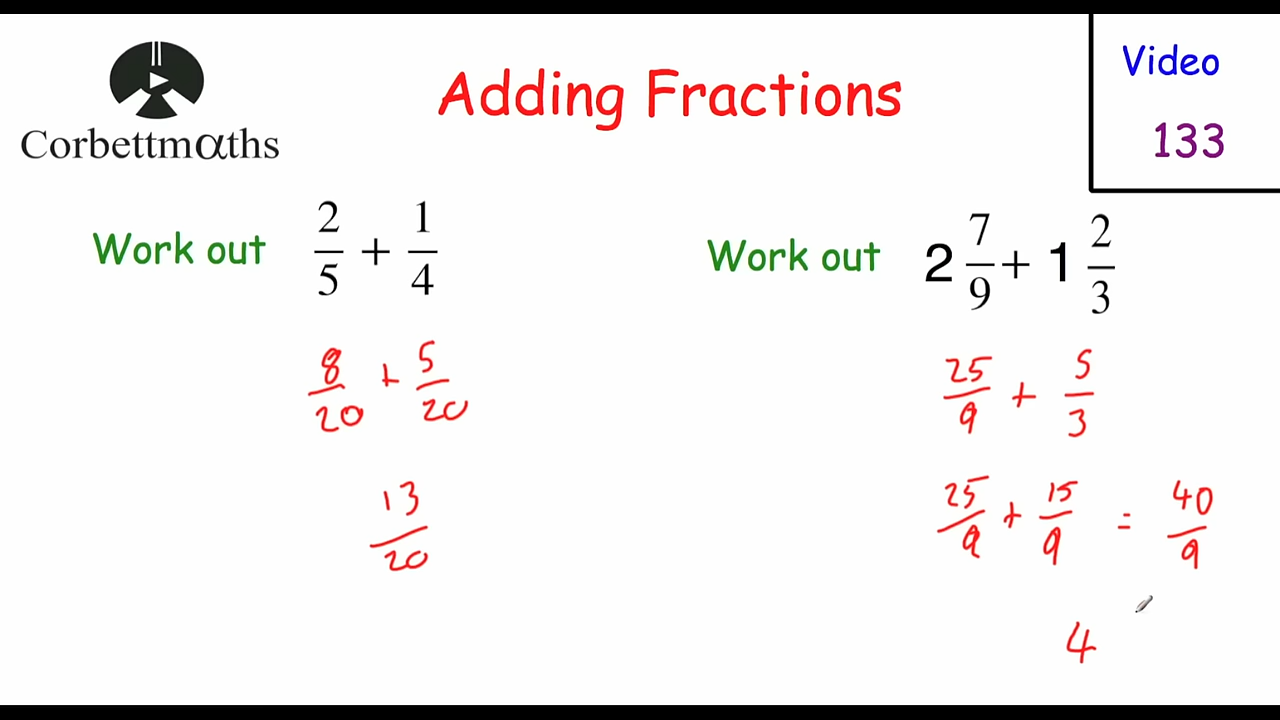 Corbettmαths
Adding Fractions
Video
133
Work out 2/5 + 1/4
8/20 + 5/20
13/20
Work out 2 7/9 + 1 2/3
25/9 + 5/3
25/9 + 15/9 = 40/9
4